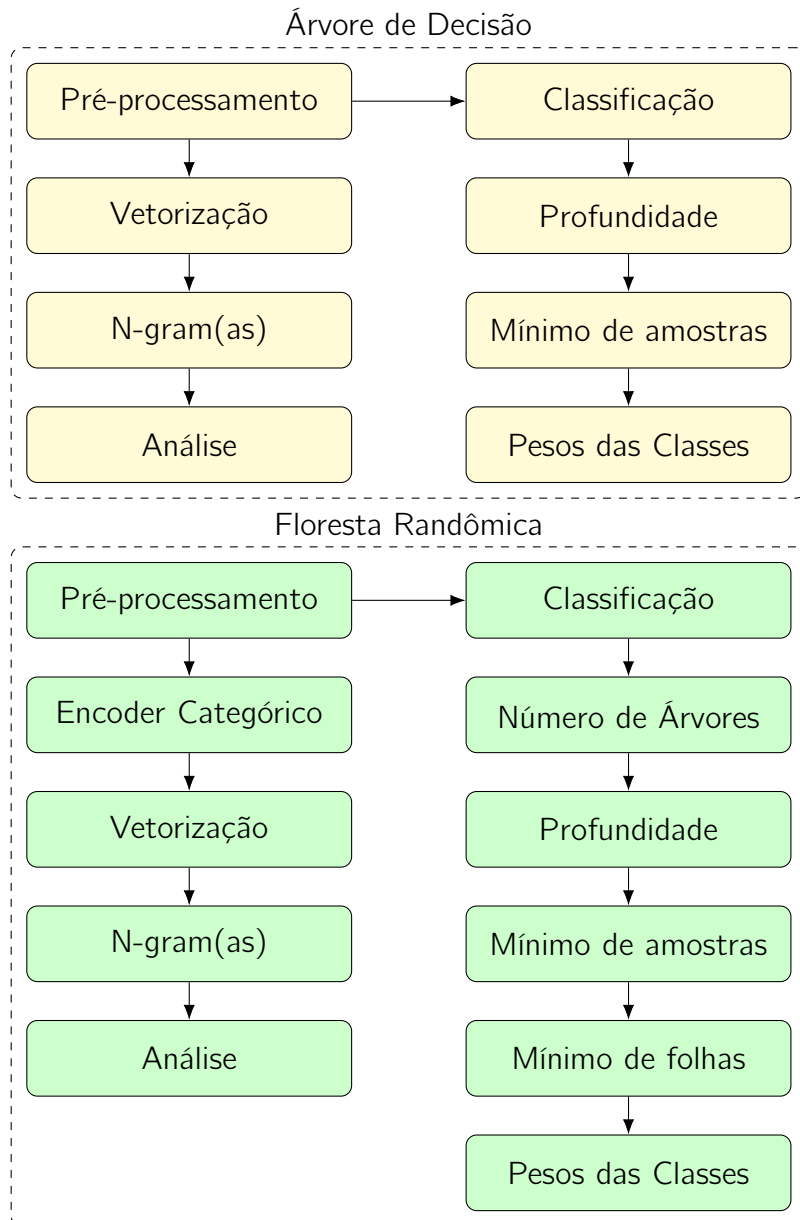 Árvore de Decisão
Pré-processamento
Classificação
Vetorização
Profundidade
N-gram(as)
Mínimo de amostras
Análise
Pesos das Classes
Floresta Randômica
Pré-processamento
Classificação
Encoder Categórico
Número de Árvores
Vetorização
Profundidade
N-gram(as)
Mínimo de amostras
Análise
Mínimo de folhas
Pesos das Classes